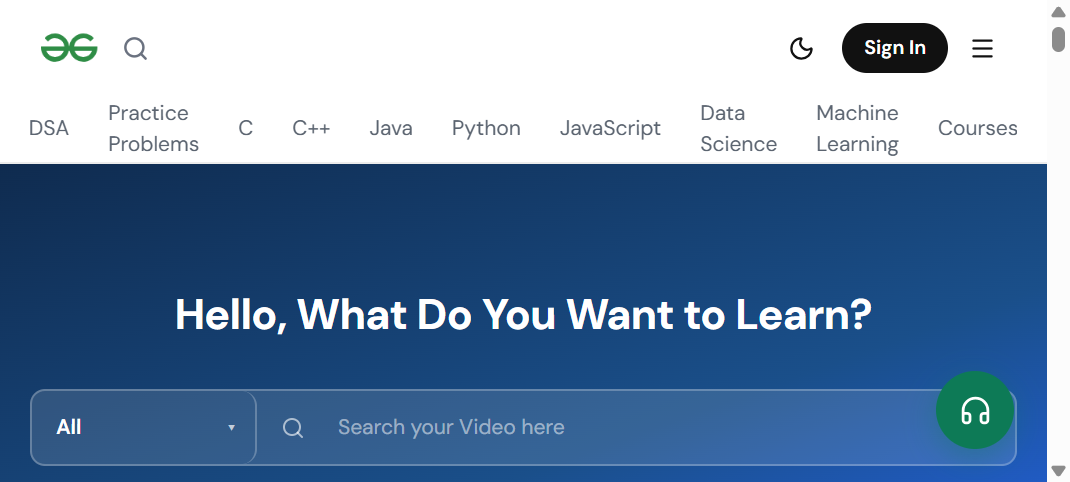 Sign In
DSA
Practice
Problems
C
C++
Java
Python
JavaScript
Data
Science
Machine
Learning
Courses
Hello, What Do You Want to Learn?
All
Search your Video here